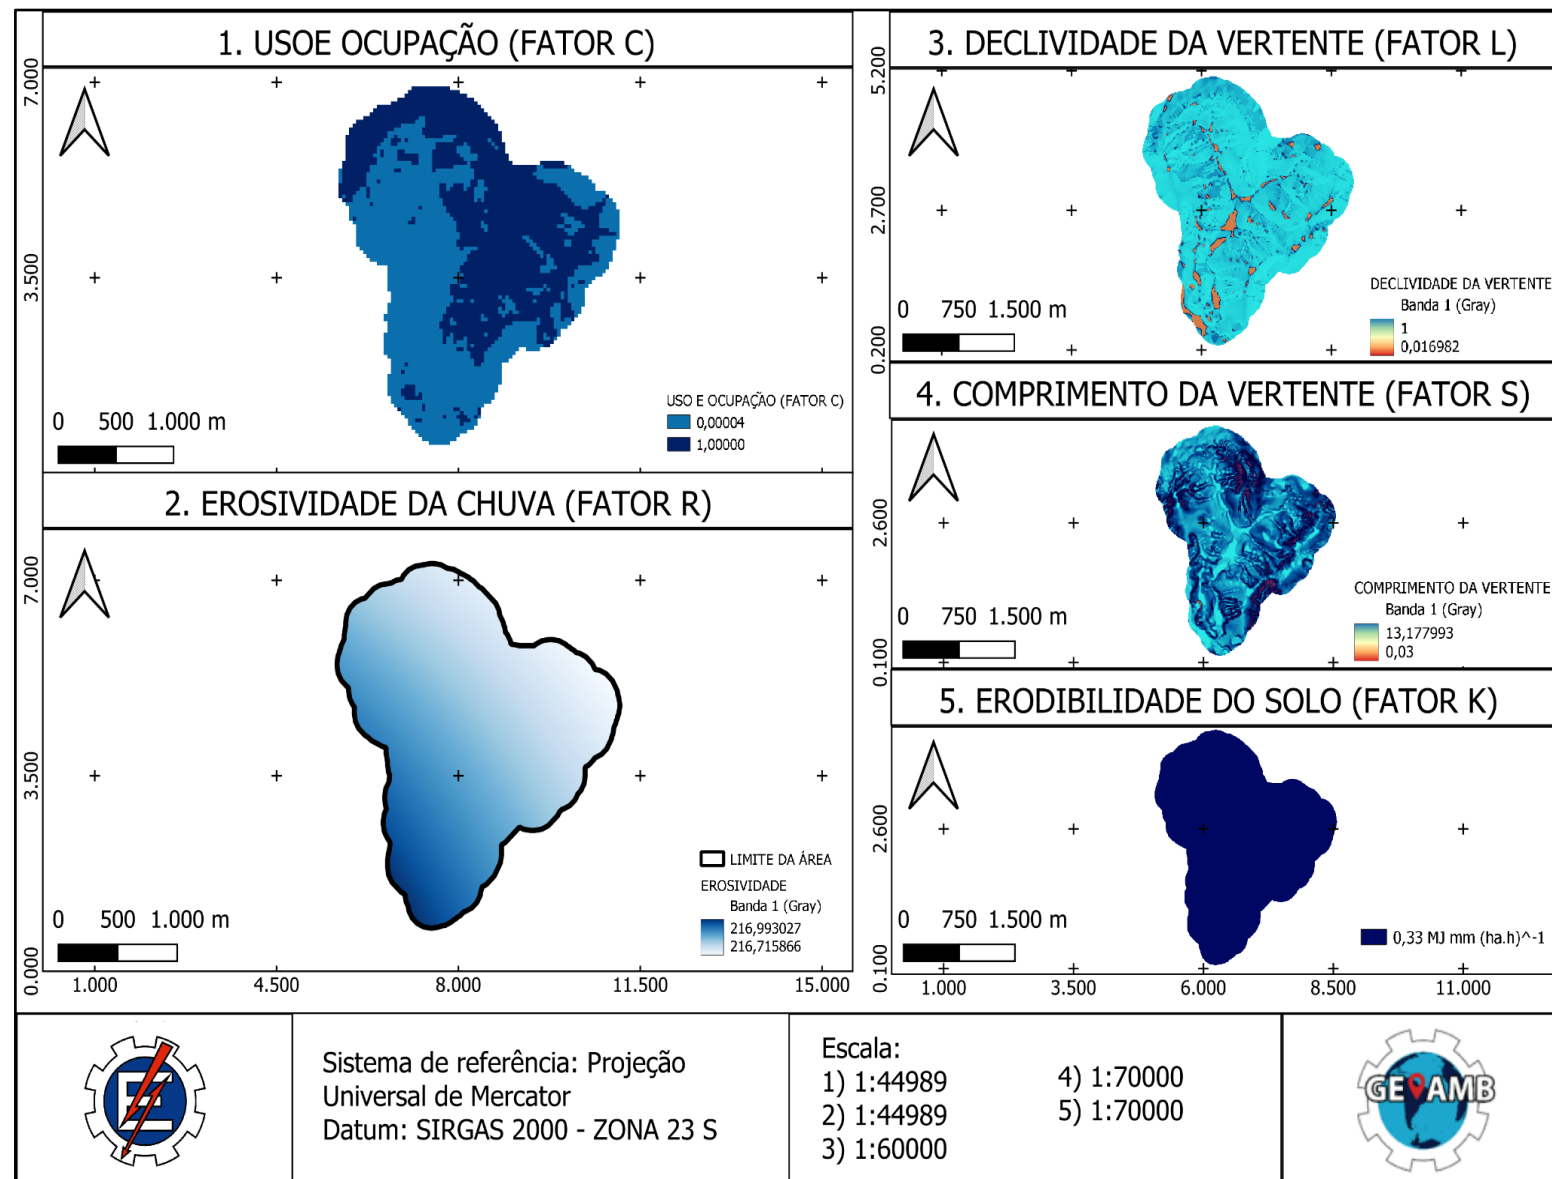 1. USOE OCUPAÇÃO (FATOR C)
7.000
3.500
0 500 1.000 m
USO E OCUPAÇÃO (FATOR C)
0,00004
1,00000
2. EROSIVIDADE DA CHUVA (FATOR R)
7.000
3.500
0.000
0 500 1.000 m
LIMITE DA ÁREA
EROSIVIDADE
Banda 1 (Gray)
216,993027
216,715866
1.000 4.500 8.000 11.500 15.000
3. DECLIVIDADE DA VERTENTE (FATOR L)
5.200
2.700
0.200
0 750 1.500 m
DECLIVIDADE DA VERTENTE
Banda 1 (Gray)
1
0,016982
4. COMPRIMENTO DA VERTENTE (FATOR S)
2.600
0.100
0 750 1.500 m
COMPRIMENTO DA VERTENTE
Banda 1 (Gray)
13,177993
0,03
5. ERODIBILIDADE DO SOLO (FATOR K)
2.600
0.100
0 750 1.500 m
0,33 MJ mm (ha.h)^-1
1.000 3.500 6.000 8.500 11.000
E
Sistema de referência: Projeção
Universal de Mercator
Datum: SIRGAS 2000 - ZONA 23 S
Escala:
1) 1:44989
2) 1:44989
3) 1:60000
4) 1:70000
5) 1:70000
GEOAMB